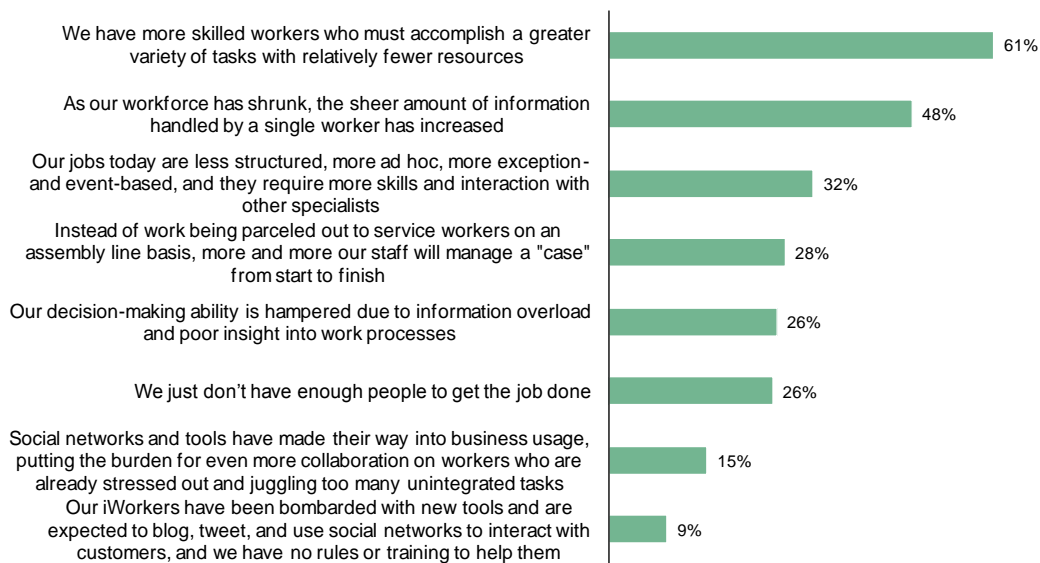 We have more skilled workers who must accomplish a greater
variety of tasks with relatively fewer resources
61%
As our workforce has shrunk, the sheer amount of information
handled by a single worker has increased
48%
Our jobs today are less structured, more ad hoc, more exception-
and event-based, and they require more skills and interaction with
other specialists
32%
Instead of work being parceled out to service workers on an
assembly line basis, more and more our staff will manage a "case"
from start to finish
28%
Our decision-making ability is hampered due to information overload
and poor insight into work processes
26%
We just don’t have enough people to get the job done
26%
Social networks and tools have made their way into business usage,
putting the burden for even more collaboration on workers who are
already stressed out and juggling too many unintegrated tasks
15%
Our iWorkers have been bombarded with new tools and are
expected to blog, tweet, and use social networks to interact with
customers, and we have no rules or training to help them
9%